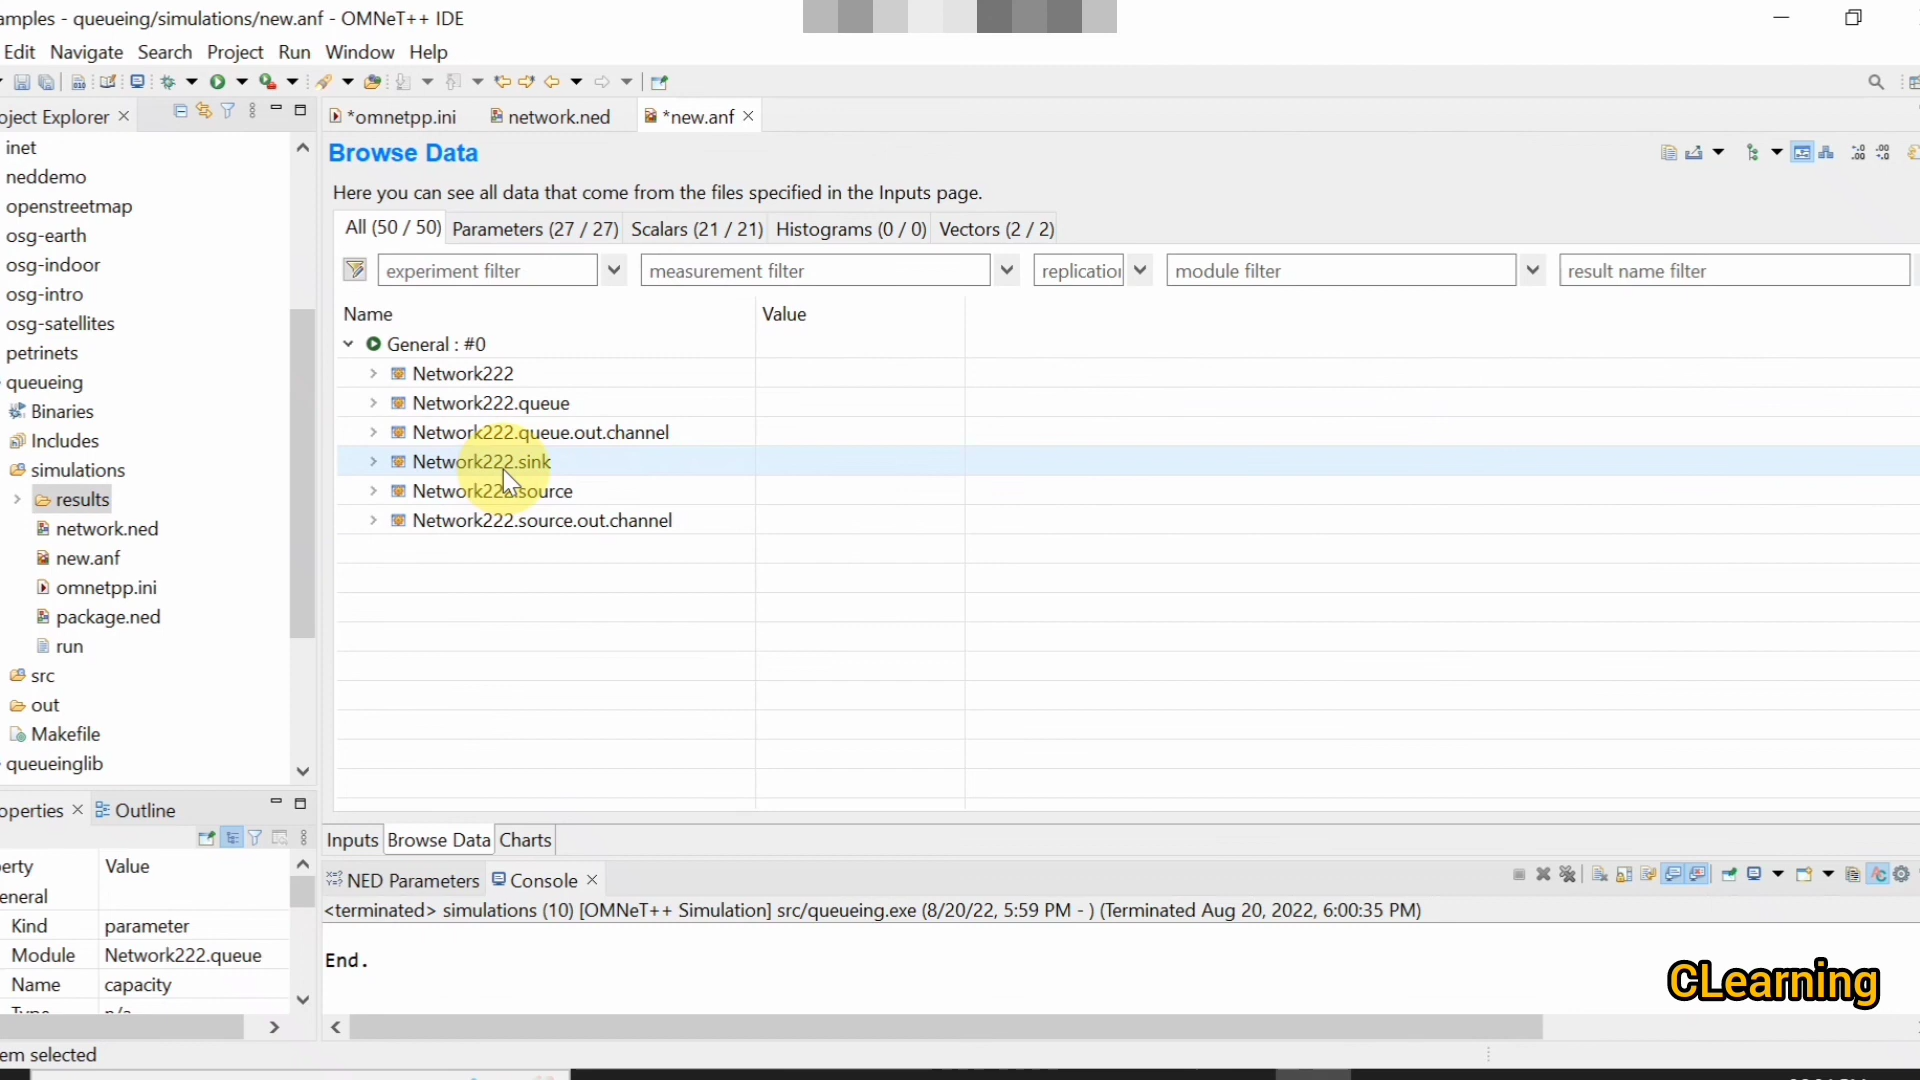 amples - queueing/simulations/new.anf - OMNeT++ IDE
Edit Navigate Search Project Run Window Help
oject Explorer
*omnetpp.ini
network.ned
*new.anf
inet
neddemo
openstreetmap
osg-earth
osg-indoor
osg-intro
osg-satellites
petrinets
queueing
Binaries
Includes
simulations
results
network.ned
new.anf
omnetpp.ini
package.ned
run
src
out
Makefile
queueinglib
Browse Data
Here you can see all data that come from the files specified in the Inputs page.
All (50 / 50) Parameters (27 / 27) Scalars (21 / 21) Histograms (0 / 0) Vectors (2 / 2)
experiment filter measurement filter replication module filter result name filter
Name Value
General : #0
Network222
Network222.queue
Network222.queue.out.channel
Network222.sink
Network222.source
Network222.source.out.channel
Inputs Browse Data Charts
operties Outline
erty Value
eneral
Kind parameter
Module Network222.queue
Name capacity
Type n/a
em selected
NED Parameters Console
<terminated> simulations (10) [OMNeT++ Simulation] src/queueing.exe (8/20/22, 5:59 PM - ) (Terminated Aug 20, 2022, 6:00:35 PM)
End.
CLearning